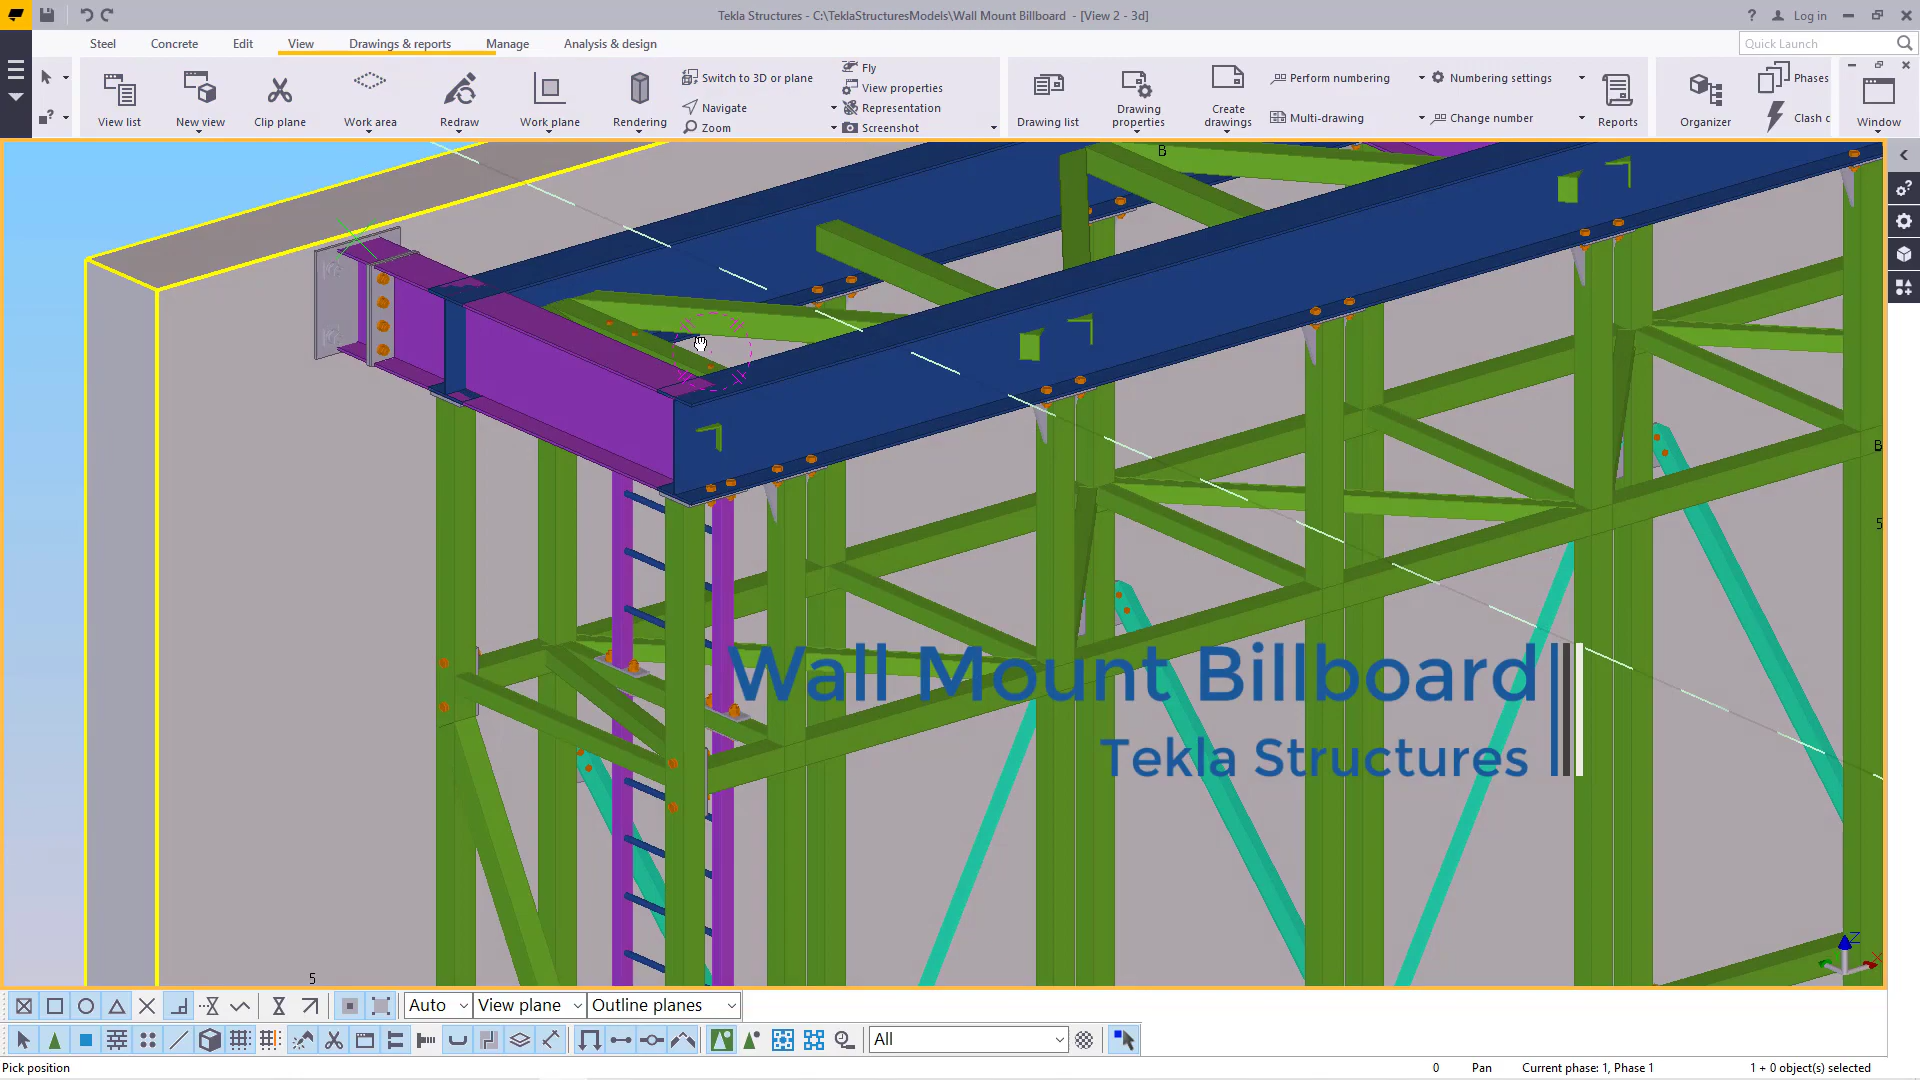 Tekla Structures - C:\TeklaStructuresModels\Wall Mount Billboard - [View 2 - 3d]
? Log in
Steel Concrete Edit View Drawings & reports Manage Analysis & design
Quick Launch
View list
New view
Clip plane
Work area
Redraw
Work plane
Rendering
Switch to 3D or plane
Navigate
Zoom
Fly
View properties
Representation
Screenshot
Drawing list
Drawing properties
Create drawings
Perform numbering
Multi-drawing
Numbering settings
Change number
Reports
Organizer
Phases
Clash c
Window
B
B
5
Wall Mount Billboard
Tekla Structures
Z
X
5
Auto View plane Outline planes
All
Pick position
0 Pan Current phase: 1, Phase 1 1 + 0 object(s) selected